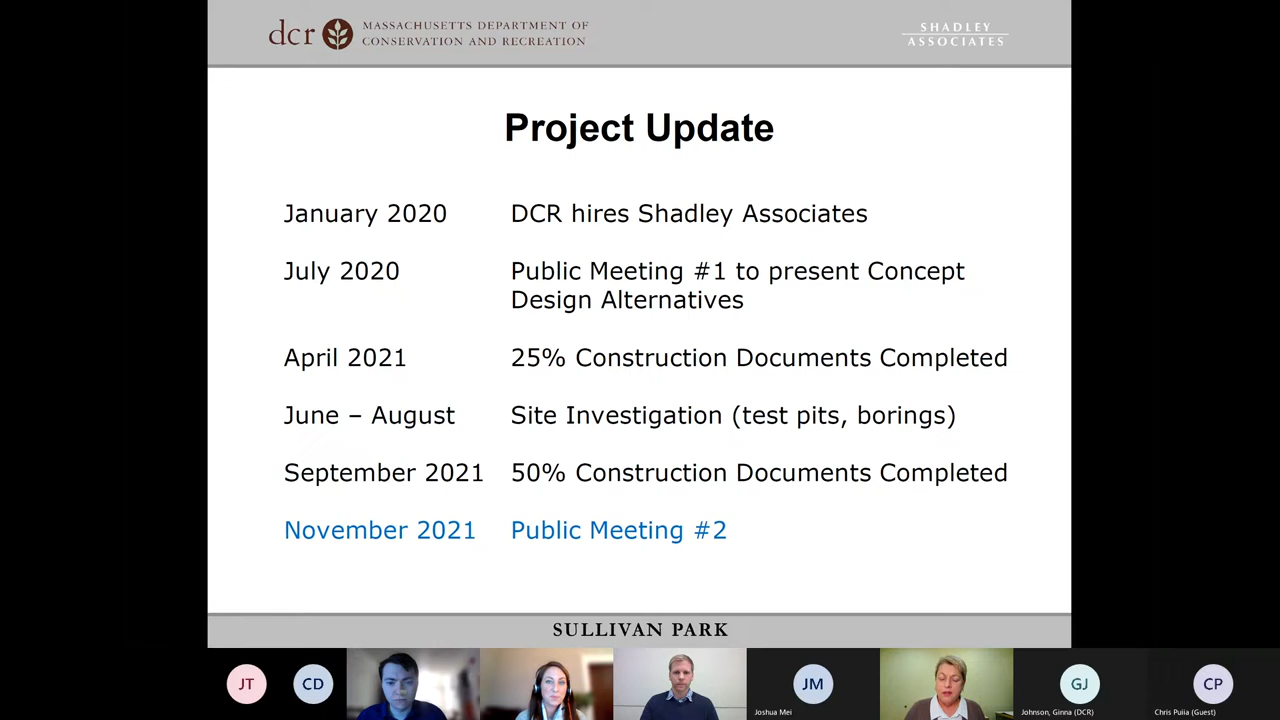 dcr
MASSACHUSETTS DEPARTMENT OF
CONSERVATION AND RECREATION
SHADLEY
ASSOCIATES
Project Update
January 2020 DCR hires Shadley Associates
July 2020 Public Meeting #1 to present Concept
Design Alternatives
April 2021 25% Construction Documents Completed
June – August Site Investigation (test pits, borings)
September 2021 50% Construction Documents Completed
November 2021 Public Meeting #2
SULLIVAN PARK
JT
CD
JM
Joshua Mei
GJ
Johnson, Ginna (DCR)
CP
Chris Puiia (Guest)